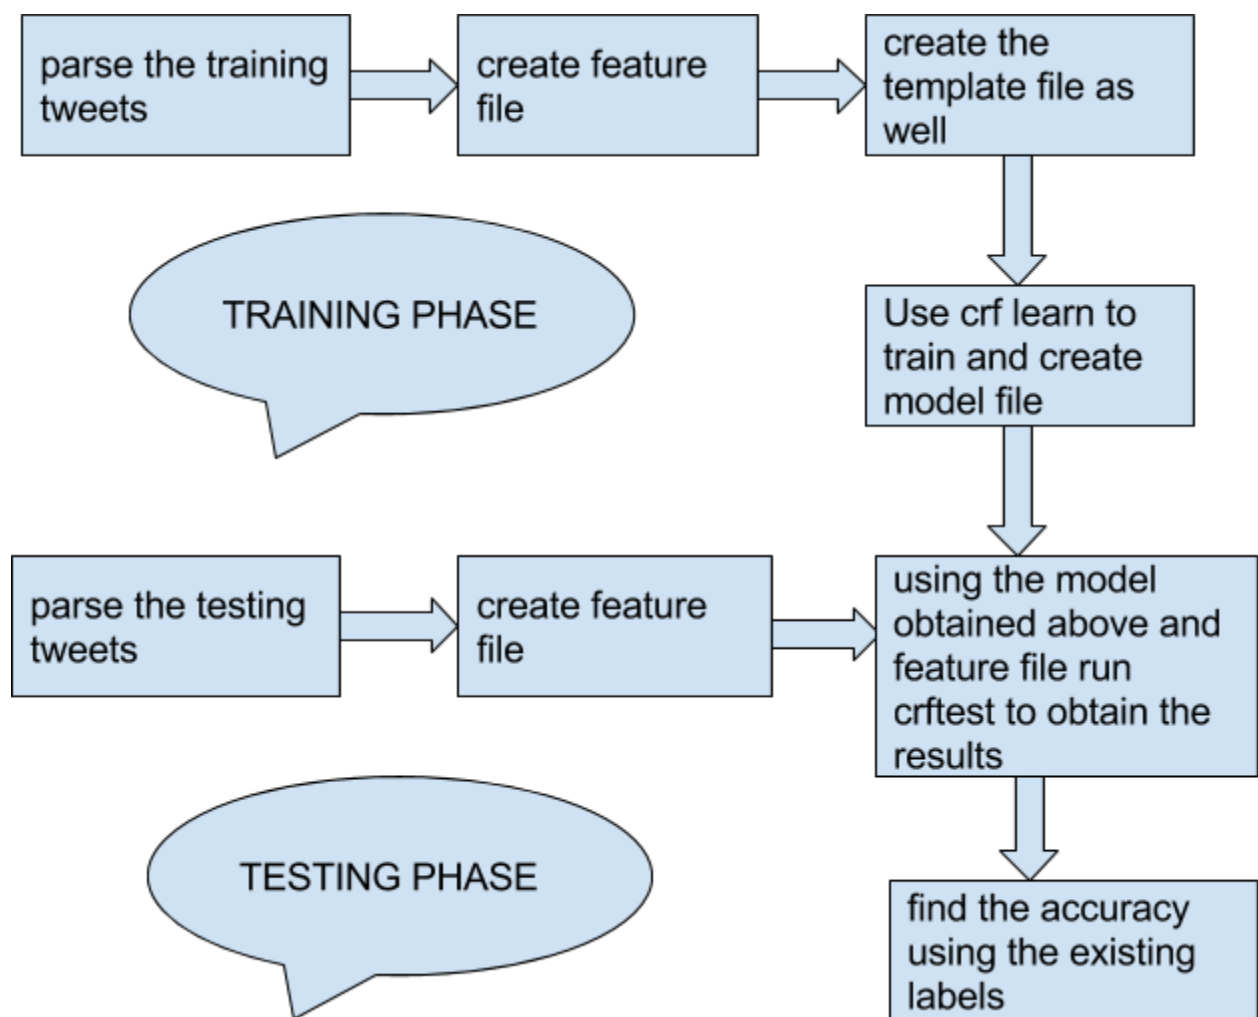 parse the training
tweets
create feature
file
create the
template file as
well
TRAINING PHASE
Use crf learn to
train and create
model file
parse the testing
tweets
create feature
file
using the model
obtained above and
feature file run
crftest to obtain the
results
TESTING PHASE
find the accuracy
using the existing
labels